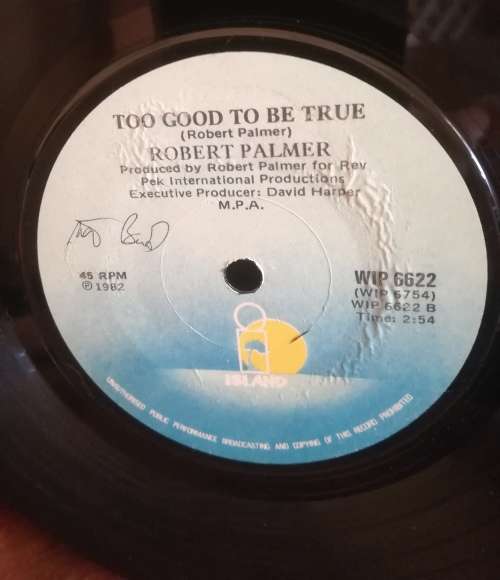 TOO GOOD TO BE TRUE
(Robert Palmer)
ROBERT PALMER
Produced by Robert Palmer for Rev
Pek International Productions
Executive Producer: David Harper
M.P.A.
45 RPM
℗ 1982
WIP 6622
(WIP 6754)
WIP 6622 B
Time: 2:54
ISLAND
UNAUTHORISED PUBLIC PERFORMANCE BROADCASTING AND COPYING OF THIS RECORD PROHIBITED